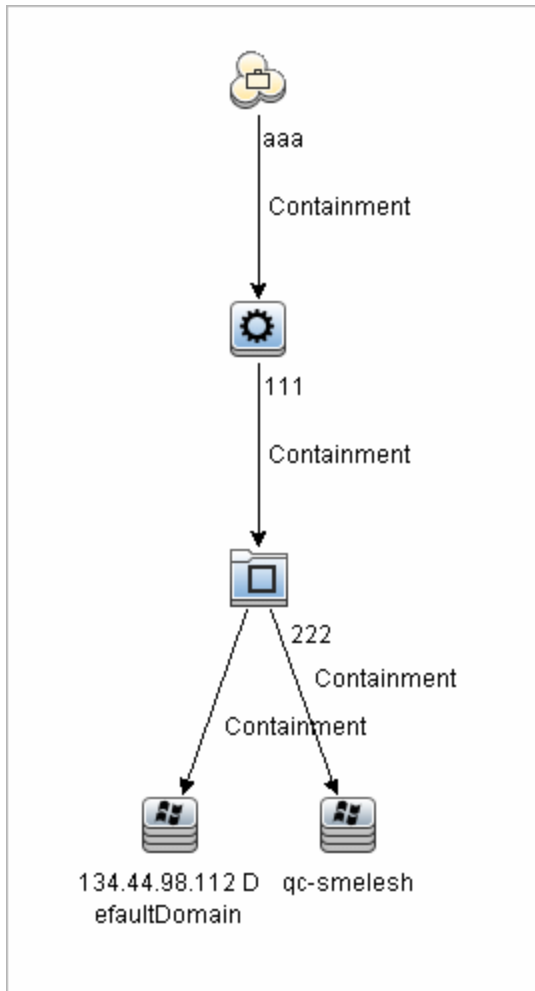 aaa
Containment
111
Containment
222
Containment
Containment
134.44.98.112 D
efaultDomain
qc-smelesh